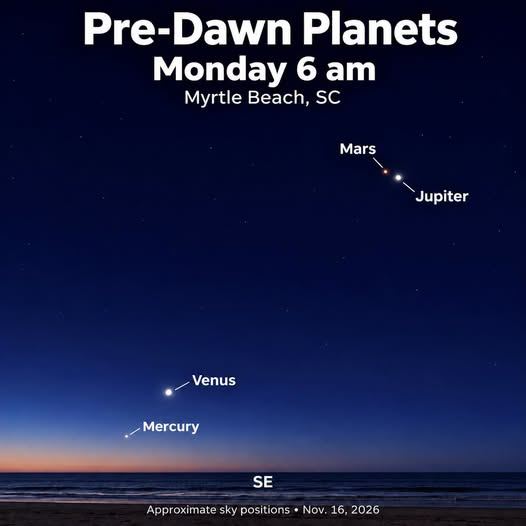 Pre-Dawn Planets
Monday 6 am
Myrtle Beach, SC
Mars
Jupiter
Venus
Mercury
SE
Approximate sky positions • Nov. 16, 2026